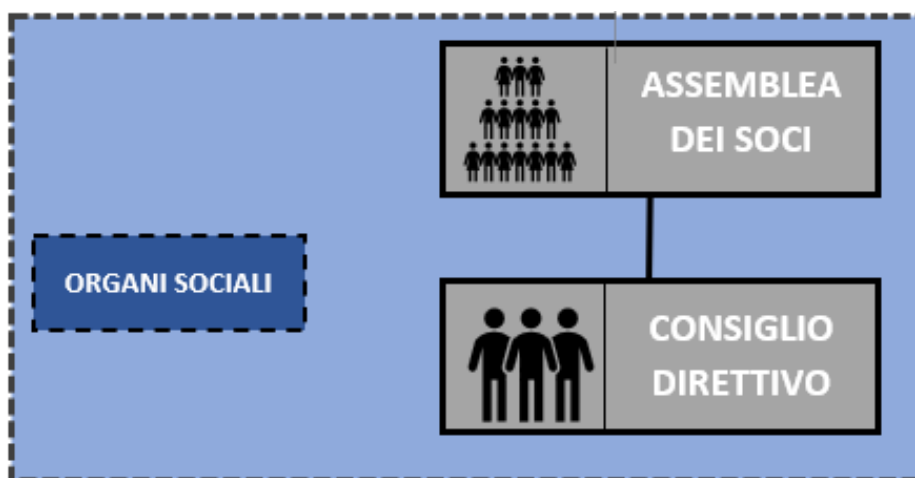 ASSEMBLEA
DEI SOCI
ORGANI SOCIALI
CONSIGLIO
DIRETTIVO